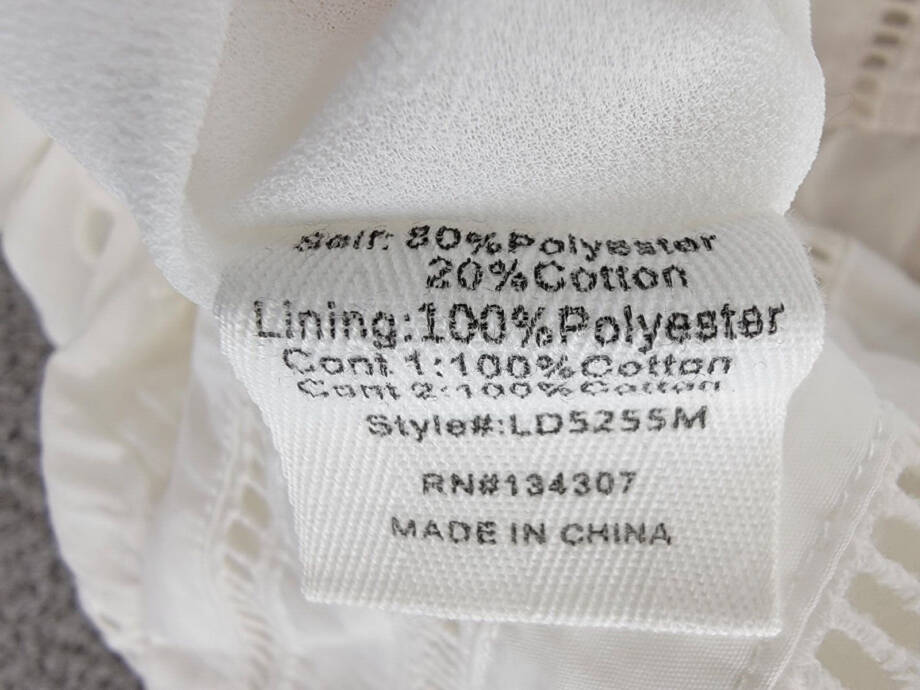 Self: 80%Polyester
20%Cotton
Lining:100%Polyester
Cont 1:100%Cotton
Cont 2:100%Cotton
Style#:LD5255M
RN#134307
MADE IN CHINA